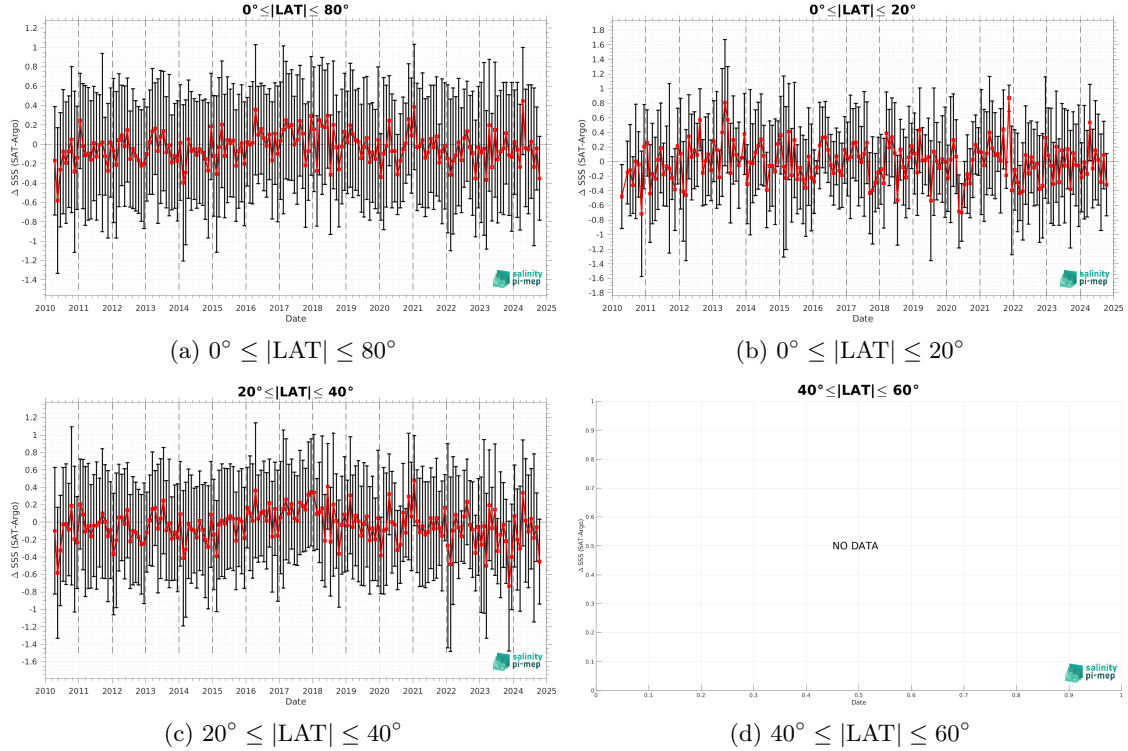 0°≤|LAT|≤ 80°
1.2
1
0.8
0.6
0.4
0.2
0
-0.2
-0.4
-0.6
-0.8
-1
-1.2
-1.4
Δ SSS (SAT-Argo)
2010 2011 2012 2013 2014 2015 2016 2017 2018 2019 2020 2021 2022 2023 2024 2025
Date
salinity
pi-mep
(a) 0° ≤ |LAT| ≤ 80°
0°≤|LAT|≤ 20°
1.8
1.6
1.4
1.2
1
0.8
0.6
0.4
0.2
0
-0.2
-0.4
-0.6
-0.8
-1
-1.2
-1.4
-1.6
-1.8
Δ SSS (SAT-Argo)
2011 2012 2013 2014 2015 2016 2017 2018 2019 2020 2021 2022 2023 2024 2025
Date
salinity
pi-mep
(b) 0° ≤ |LAT| ≤ 20°
20°≤|LAT|≤ 40°
1.2
1
0.8
0.6
0.4
0.2
0
-0.2
-0.4
-0.6
-0.8
-1
-1.2
-1.4
-1.6
Δ SSS (SAT-Argo)
2010 2011 2012 2013 2014 2015 2016 2017 2018 2019 2020 2021 2022 2023 2024 2025
Date
salinity
pi-mep
(c) 20° ≤ |LAT| ≤ 40°
40°≤|LAT|≤ 60°
1
0.9
0.8
0.7
0.6
0.5
0.4
0.3
0.2
0.1
0
Δ SSS (SAT-Argo)
NO DATA
0 0.1 0.2 0.3 0.4 0.5 0.6 0.7 0.8 0.9 1
Date
salinity
pi-mep
(d) 40° ≤ |LAT| ≤ 60°